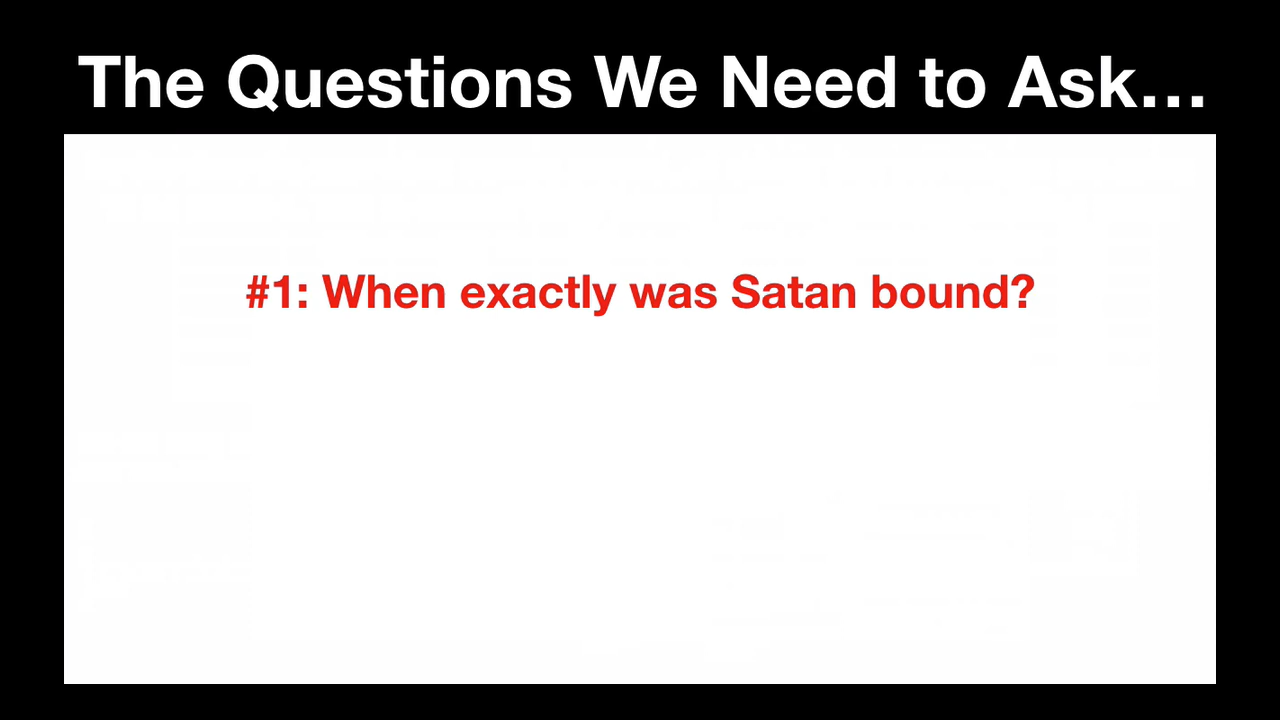 The Questions We Need to Ask…
#1: When exactly was Satan bound?